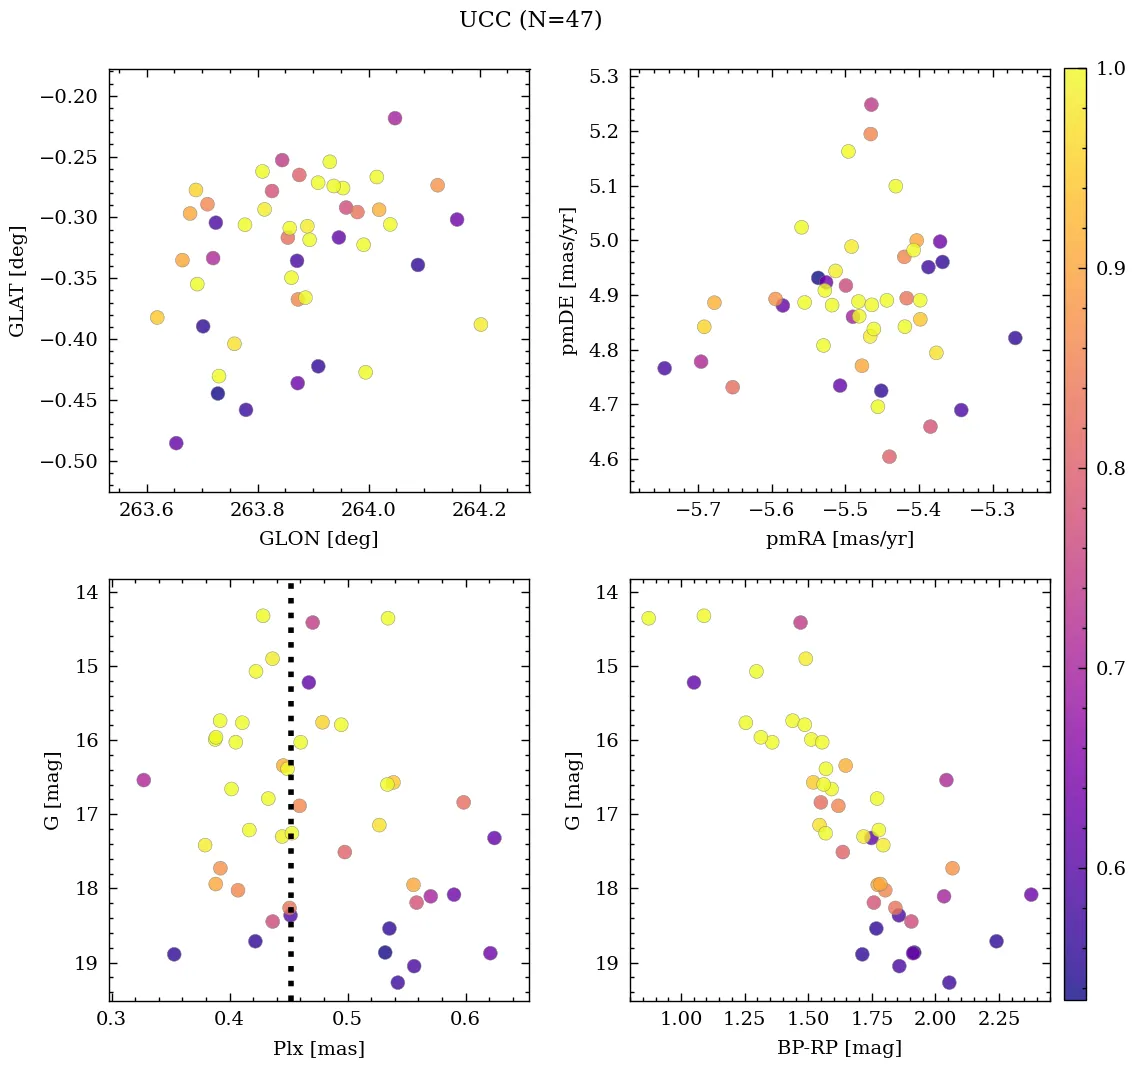 UCC (N=47)
−0.20
−0.25
−0.30
−0.35
−0.40
−0.45
−0.50
GLAT [deg]
263.6 263.8 264.0 264.2
GLON [deg]
5.3
5.2
5.1
5.0
4.9
4.8
4.7
4.6
pmDE [mas/yr]
−5.7 −5.6 −5.5 −5.4 −5.3
pmRA [mas/yr]
1.0
0.9
0.8
0.7
0.6
14
15
16
17
18
19
G [mag]
0.3 0.4 0.5 0.6
Plx [mas]
14
15
16
17
18
19
G [mag]
1.00 1.25 1.50 1.75 2.00 2.25
BP-RP [mag]